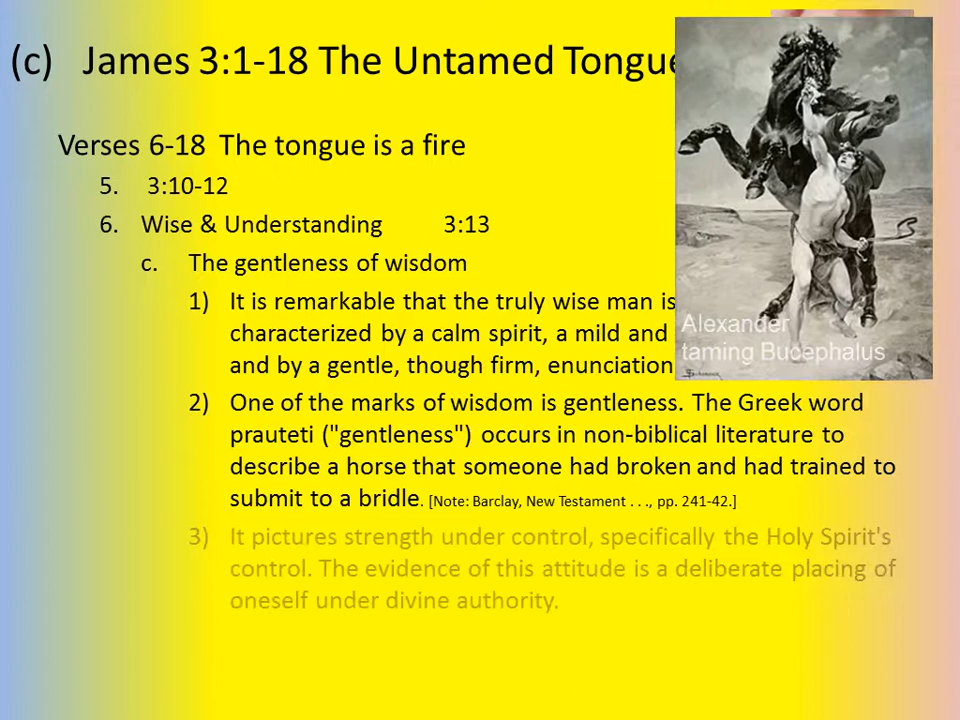 (c) James 3:1-18 The Untamed Tongue
Verses 6-18 The tongue is a fire
5. 3:10-12
6. Wise & Understanding 3:13
c. The gentleness of wisdom
1) It is remarkable that the truly wise man is
characterized by a calm spirit, a mild and
and by a gentle, though firm, enunciation
Alexander
taming Bucephalus
2) One of the marks of wisdom is gentleness. The Greek word
prauteti ("gentleness") occurs in non-biblical literature to
describe a horse that someone had broken and had trained to
submit to a bridle. [Note: Barclay, New Testament . . ., pp. 241-42.]
3) It pictures strength under control, specifically the Holy Spirit's
control. The evidence of this attitude is a deliberate placing of
oneself under divine authority.